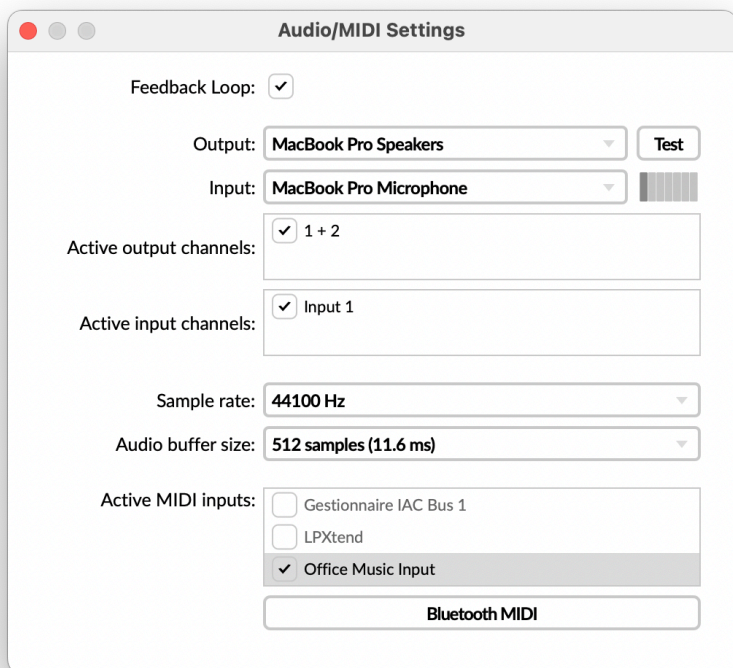 Audio/MIDI Settings
Feedback Loop:
Output: MacBook Pro Speakers Test
Input: MacBook Pro Microphone
Active output channels: 1 + 2
Active input channels: Input 1
Sample rate: 44100 Hz
Audio buffer size: 512 samples (11.6 ms)
Active MIDI inputs: Gestionnaire IAC Bus 1
LPXtend
Office Music Input
Bluetooth MIDI